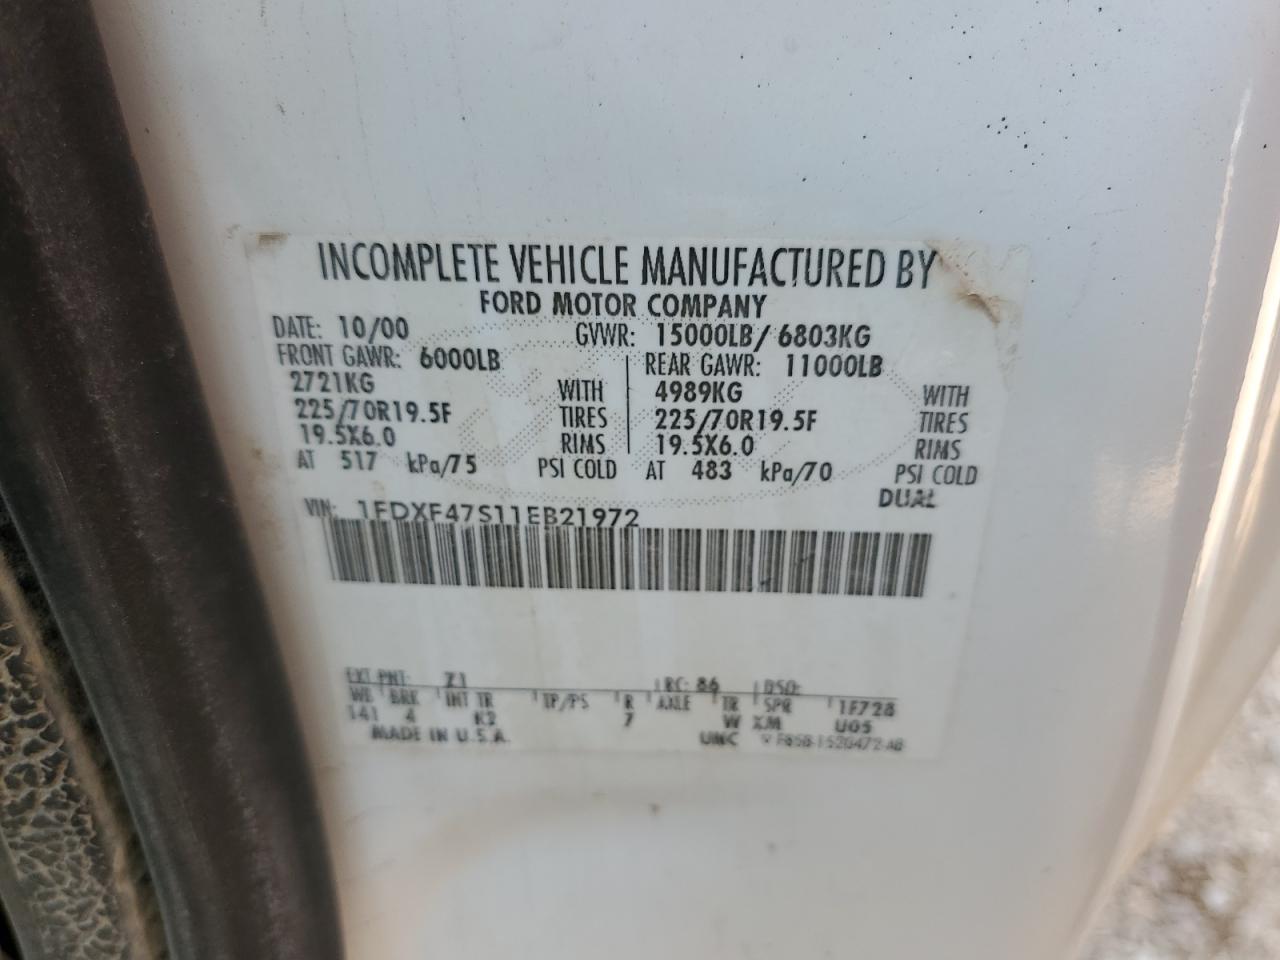 INCOMPLETE VEHICLE MANUFACTURED BY
FORD MOTOR COMPANY
DATE: 10/00 GVWR: 15000LB/ 6803KG
FRONT GAWR: 6000LB REAR GAWR: 11000LB
2721KG WITH 4989KG WITH
225/70R19.5F TIRES 225/70R19.5F TIRES
19.5X6.0 RIMS 19.5X6.0 RIMS
AT 517 kPa/75 PSI COLD AT 483 kPa/70 PSI COLD
DUAL
VIN: 1FDXF47S11EB21972
EXT PNT: Z1 RC: 86 DSO:
WB BRK INT TR TP/PS R AXLE TR SPR 1F728
141 4 K2 7 W XM U05
MADE IN U.S.A. UMC